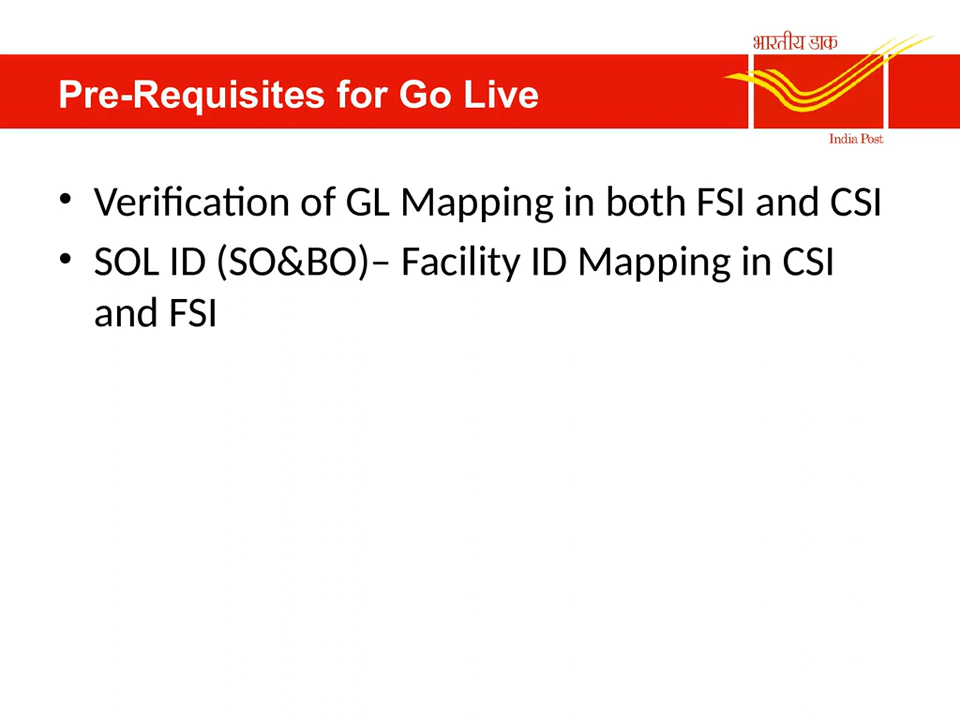 भारतीय डाक
Pre-Requisites for Go Live
India Post
• Verification of GL Mapping in both FSI and CSI
• SOL ID (SO&BO)– Facility ID Mapping in CSI
and FSI